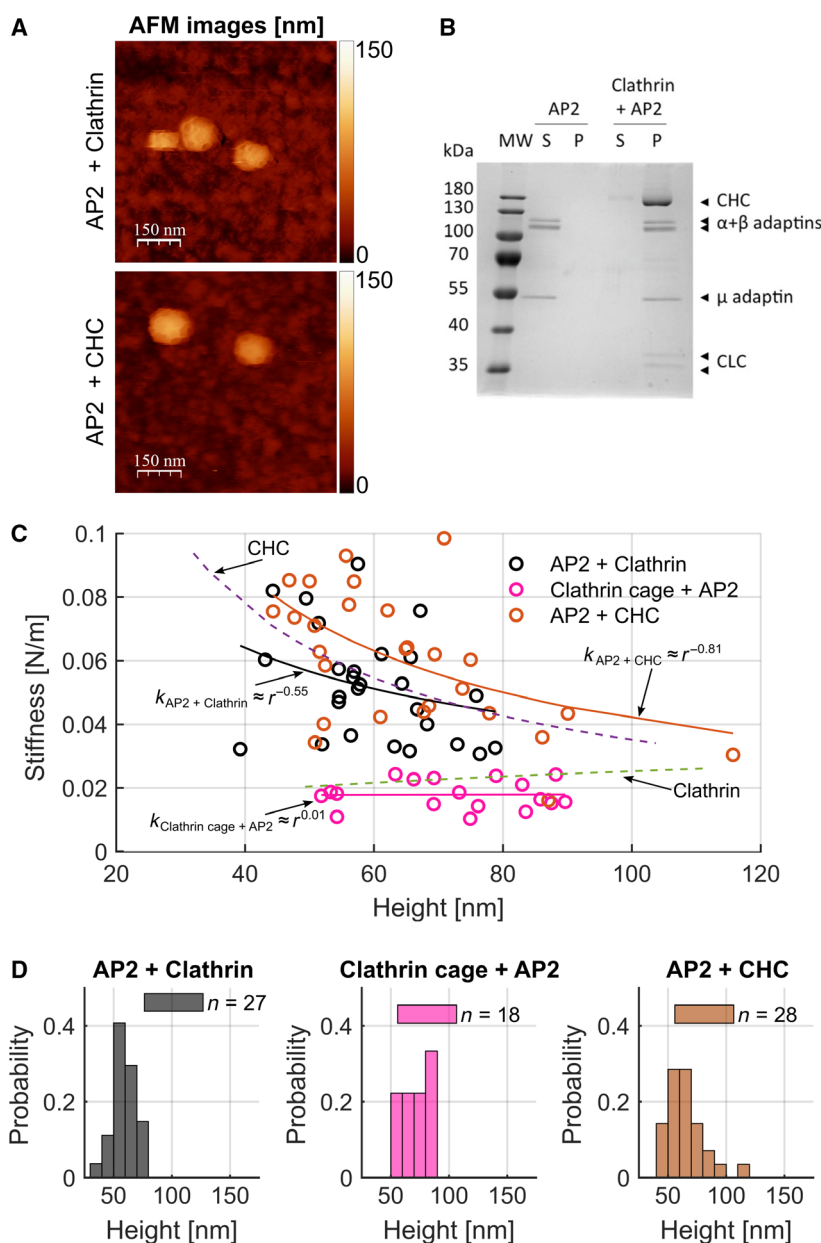 A
AFM images [nm]
AP2 + Clathrin
150
0
150 nm
AP2 + CHC
150
0
150 nm
B
Clathrin
AP2 + AP2
kDa MW S P S P
180
130
100
70
55
40
35
CHC
α+β adaptins
μ adaptin
CLC
C
Stiffness [N/m]
0.1
0.08
0.06
0.04
0.02
0
20 40 60 80 100 120
Height [nm]
CHC
AP2 + Clathrin
Clathrin cage + AP2
AP2 + CHC
k AP2 + CHC ≈ r^-0.81
k AP2 + Clathrin ≈ r^-0.55
Clathrin
k Clathrin cage + AP2 ≈ r^0.01
D
AP2 + Clathrin
n = 27
Probability
0.4
0.2
0
50 100 150
Height [nm]
Clathrin cage + AP2
n = 18
Probability
0.4
0.2
0
50 100 150
Height [nm]
AP2 + CHC
n = 28
Probability
0.4
0.2
0
50 100 150
Height [nm]